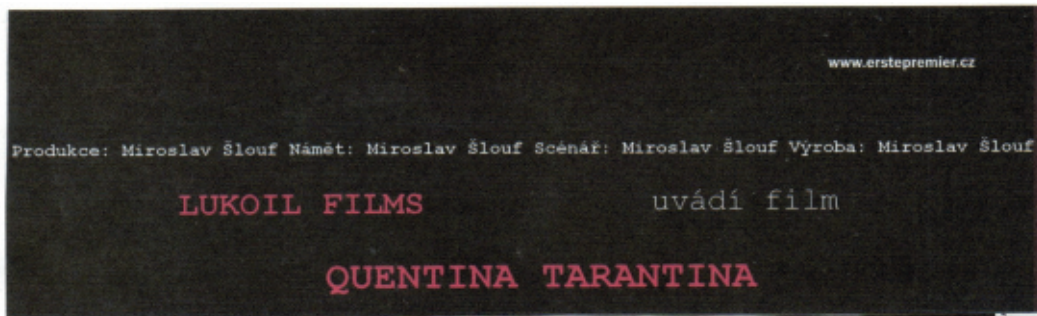 www.erstepremier.cz
Produkce: Miroslav Šlouf Námět: Miroslav Šlouf Scénář: Miroslav Šlouf Výroba: Miroslav Šlouf
LUKOIL FILMS uvádí film
QUENTINA TARANTINA